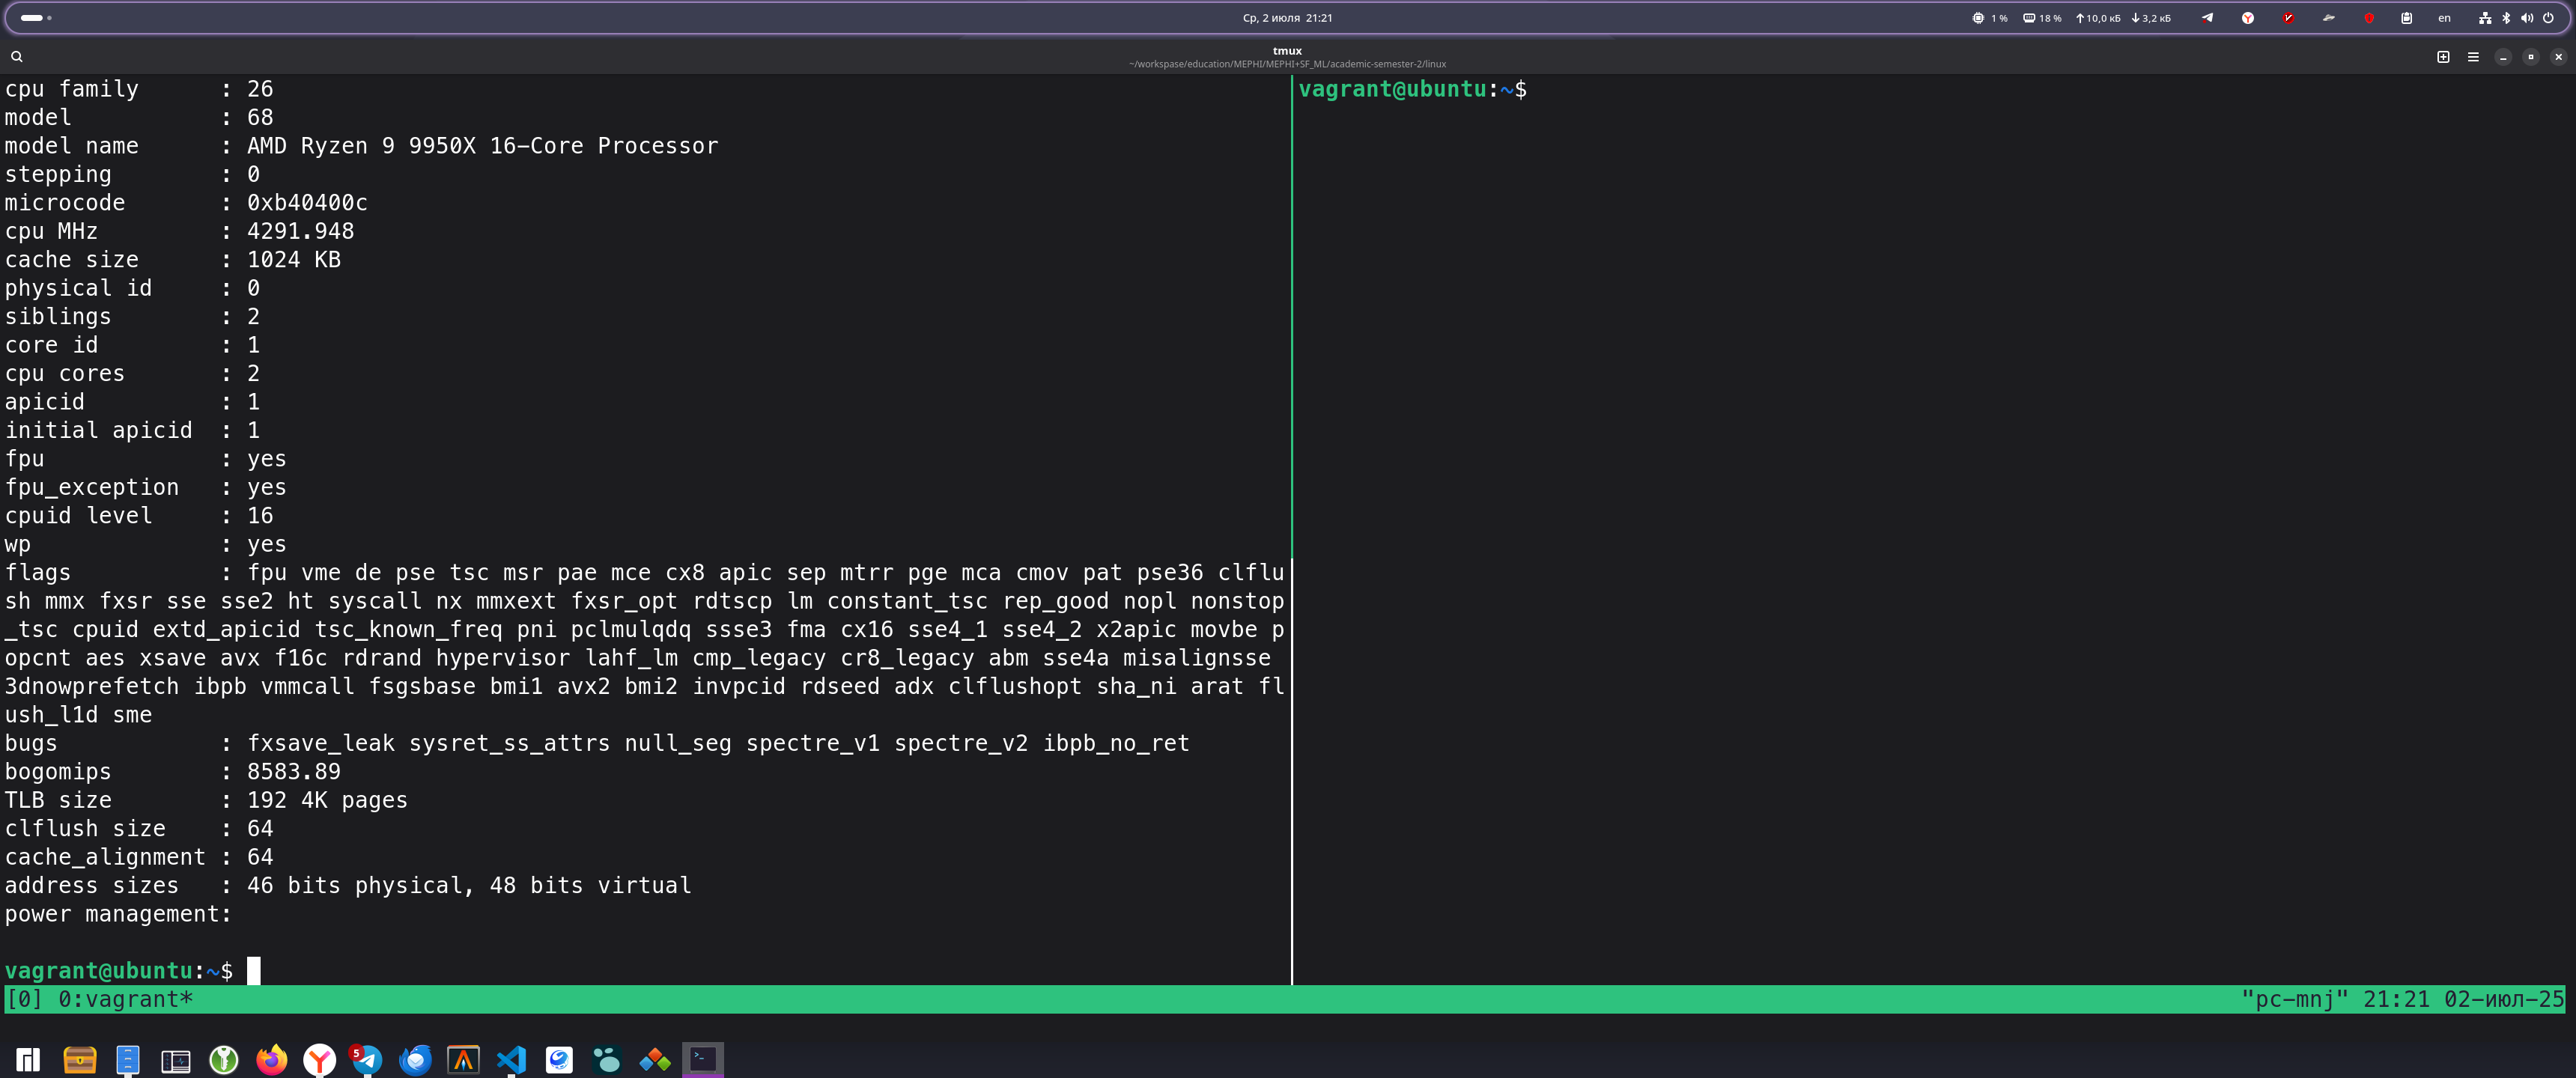 Ср, 2 июля 21:21
1 %
18 %
10,0 кБ
3,2 кБ
en
tmux
~/workspase/education/MEPHI/MEPHI+SF_ML/academic-semester-2/linux
cpu family : 26
model : 68
model name : AMD Ryzen 9 9950X 16-Core Processor
stepping : 0
microcode : 0xb40400c
cpu MHz : 4291.948
cache size : 1024 KB
physical id : 0
siblings : 2
core id : 1
cpu cores : 2
apicid : 1
initial apicid : 1
fpu : yes
fpu_exception : yes
cpuid level : 16
wp : yes
flags : fpu vme de pse tsc msr pae mce cx8 apic sep mtrr pge mca cmov pat pse36 clflu
sh mmx fxsr sse sse2 ht syscall nx mmxext fxsr_opt rdtscp lm constant_tsc rep_good nopl nonstop
_tsc cpuid extd_apicid tsc_known_freq pni pclmulqdq ssse3 fma cx16 sse4_1 sse4_2 x2apic movbe p
opcnt aes xsave avx f16c rdrand hypervisor lahf_lm cmp_legacy cr8_legacy abm sse4a misalignsse
3dnowprefetch ibpb vmmcall fsgsbase bmi1 avx2 bmi2 invpcid rdseed adx clflushopt sha_ni arat fl
ush_l1d sme
bugs : fxsave_leak sysret_ss_attrs null_seg spectre_v1 spectre_v2 ibpb_no_ret
bogomips : 8583.89
TLB size : 192 4K pages
clflush size : 64
cache_alignment : 64
address sizes : 46 bits physical, 48 bits virtual
power management:
vagrant@ubuntu:~$
vagrant@ubuntu:~$
[0] 0:vagrant*
"pc-mnj" 21:21 02-июл-25
5